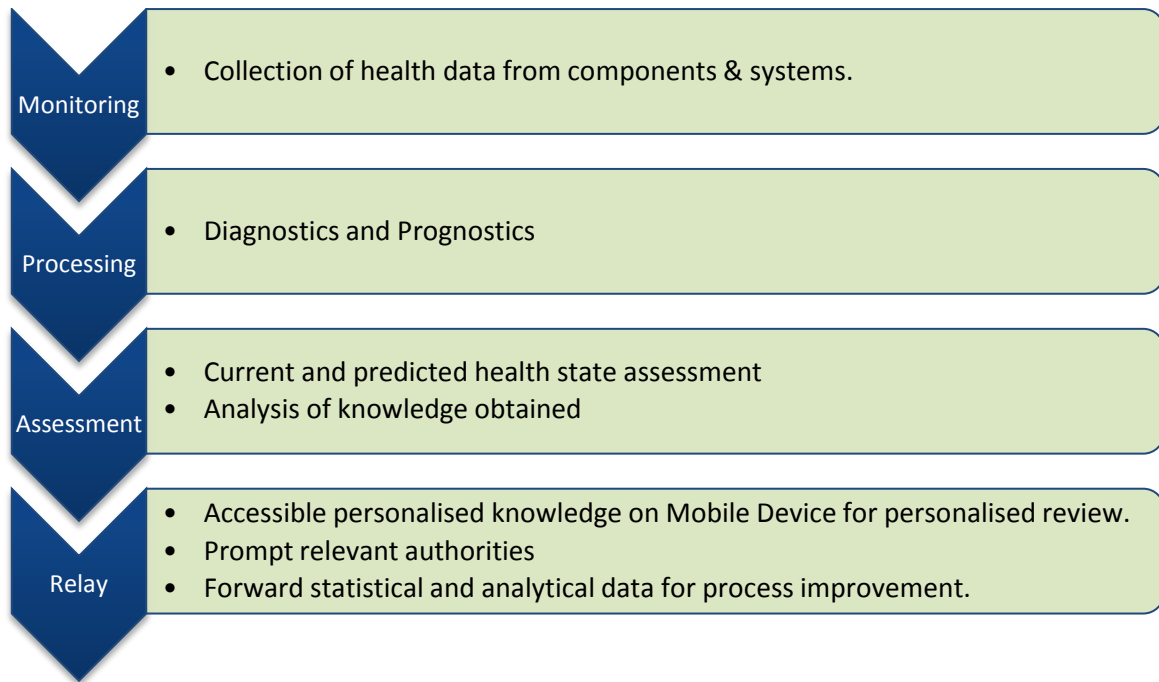 Monitoring
• Collection of health data from components & systems.
Processing
• Diagnostics and Prognostics
Assessment
• Current and predicted health state assessment
• Analysis of knowledge obtained
Relay
• Accessible personalised knowledge on Mobile Device for personalised review.
• Prompt relevant authorities
• Forward statistical and analytical data for process improvement.